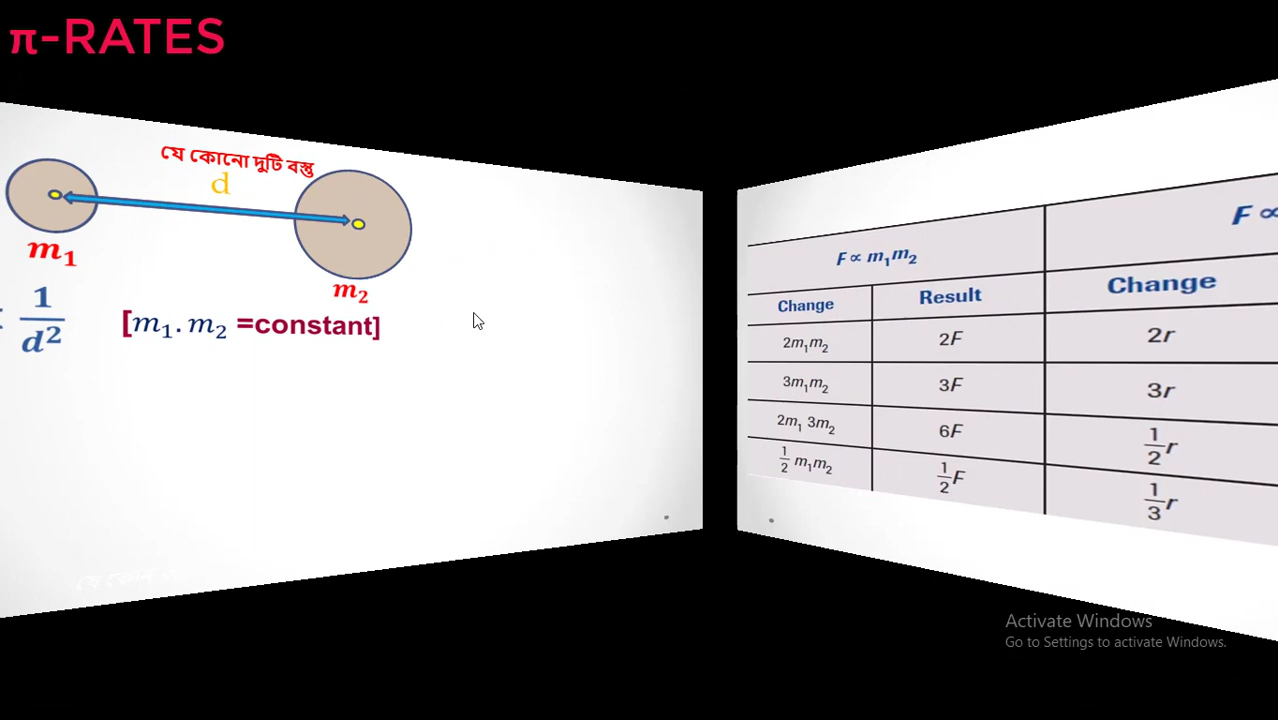 π-RATES
যে কোনো দুটি বস্তু
d
m₁
m₂
1/d² [m₁.m₂ =constant]
F ∝ m₁m₂
F ∝
Change Result Change
2m₁m₂ 2F 2r
3m₁m₂ 3F 3r
2m₁ 3m₂ 6F 1/2 r
1/2 m₁m₂ 1/2 F 1/3 r
Activate Windows
Go to Settings to activate Windows.